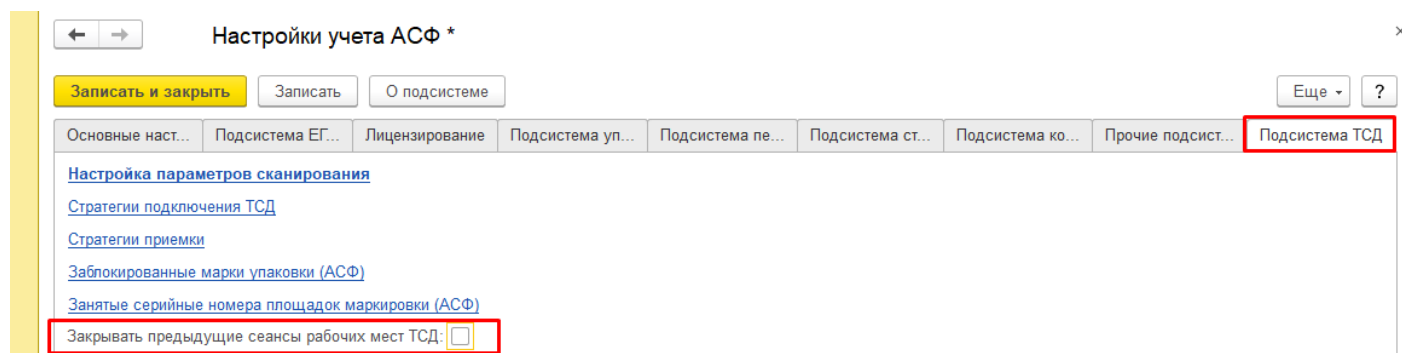 Настройки учета АСФ *
Записать и закрыть Записать О подсистеме Еще ?
Основные наст... Подсистема ЕГ... Лицензирование Подсистема уп... Подсистема пе... Подсистема ст... Подсистема ко... Прочие подсист... Подсистема ТСД
Настройка параметров сканирования
Стратегии подключения ТСД
Стратегии приемки
Заблокированные марки упаковки (АСФ)
Занятые серийные номера площадок маркировки (АСФ)
Закрывать предыдущие сеансы рабочих мест ТСД: